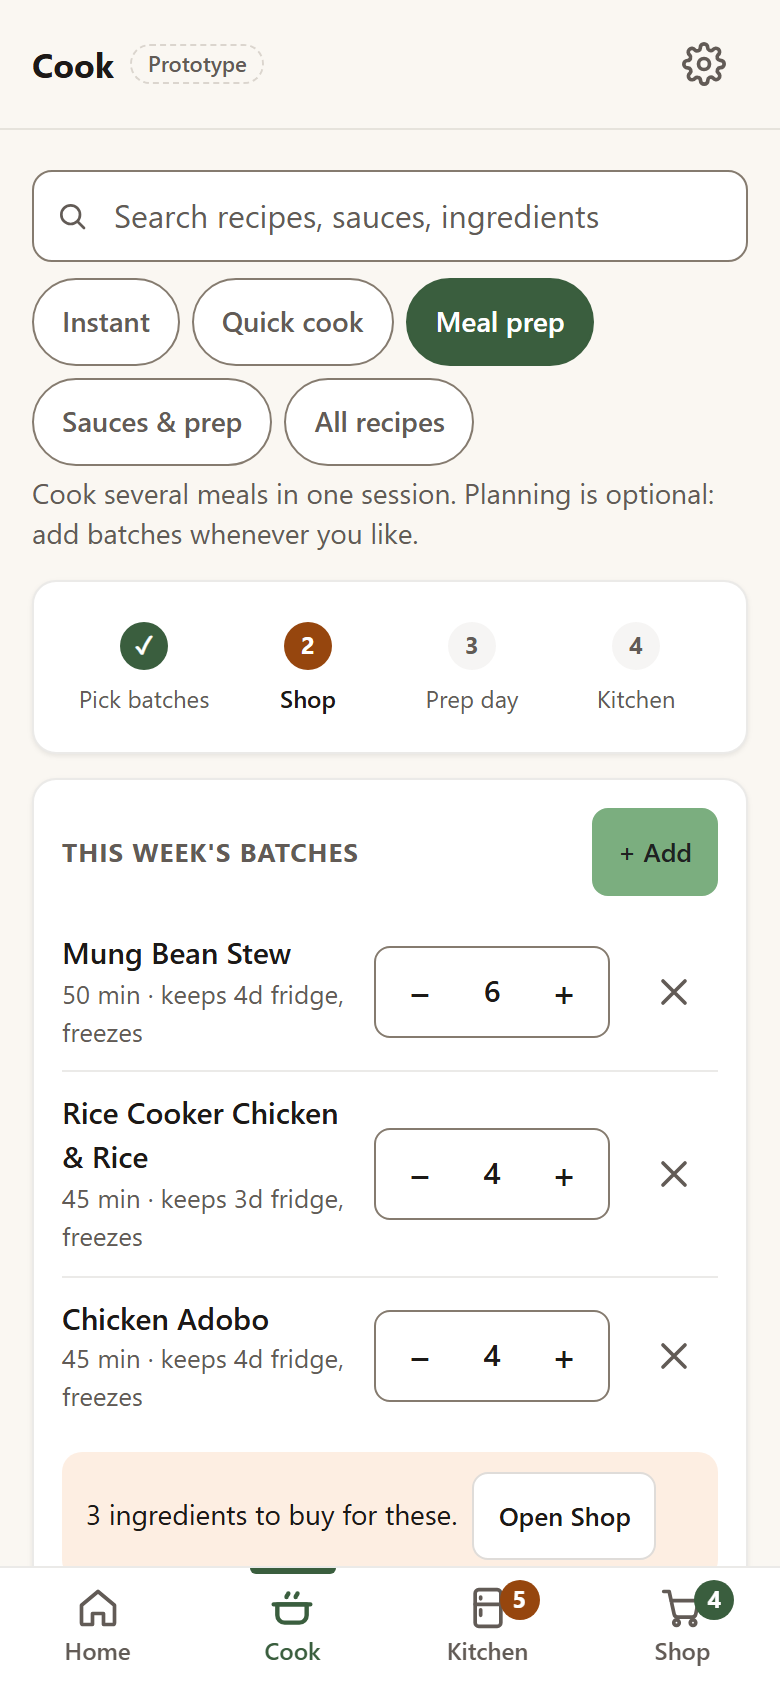 Cook
Prototype
Search recipes, sauces, ingredients
Instant
Quick cook
Meal prep
Sauces & prep
All recipes
Cook several meals in one session. Planning is optional:
add batches whenever you like.
✓
2
3
4
Pick batches
Shop
Prep day
Kitchen
THIS WEEK'S BATCHES
+ Add
Mung Bean Stew
50 min · keeps 4d fridge,
freezes
− 6 +
Rice Cooker Chicken
& Rice
45 min · keeps 3d fridge,
freezes
− 4 +
Chicken Adobo
45 min · keeps 4d fridge,
freezes
− 4 +
3 ingredients to buy for these.
Open Shop
5
4
Home
Cook
Kitchen
Shop